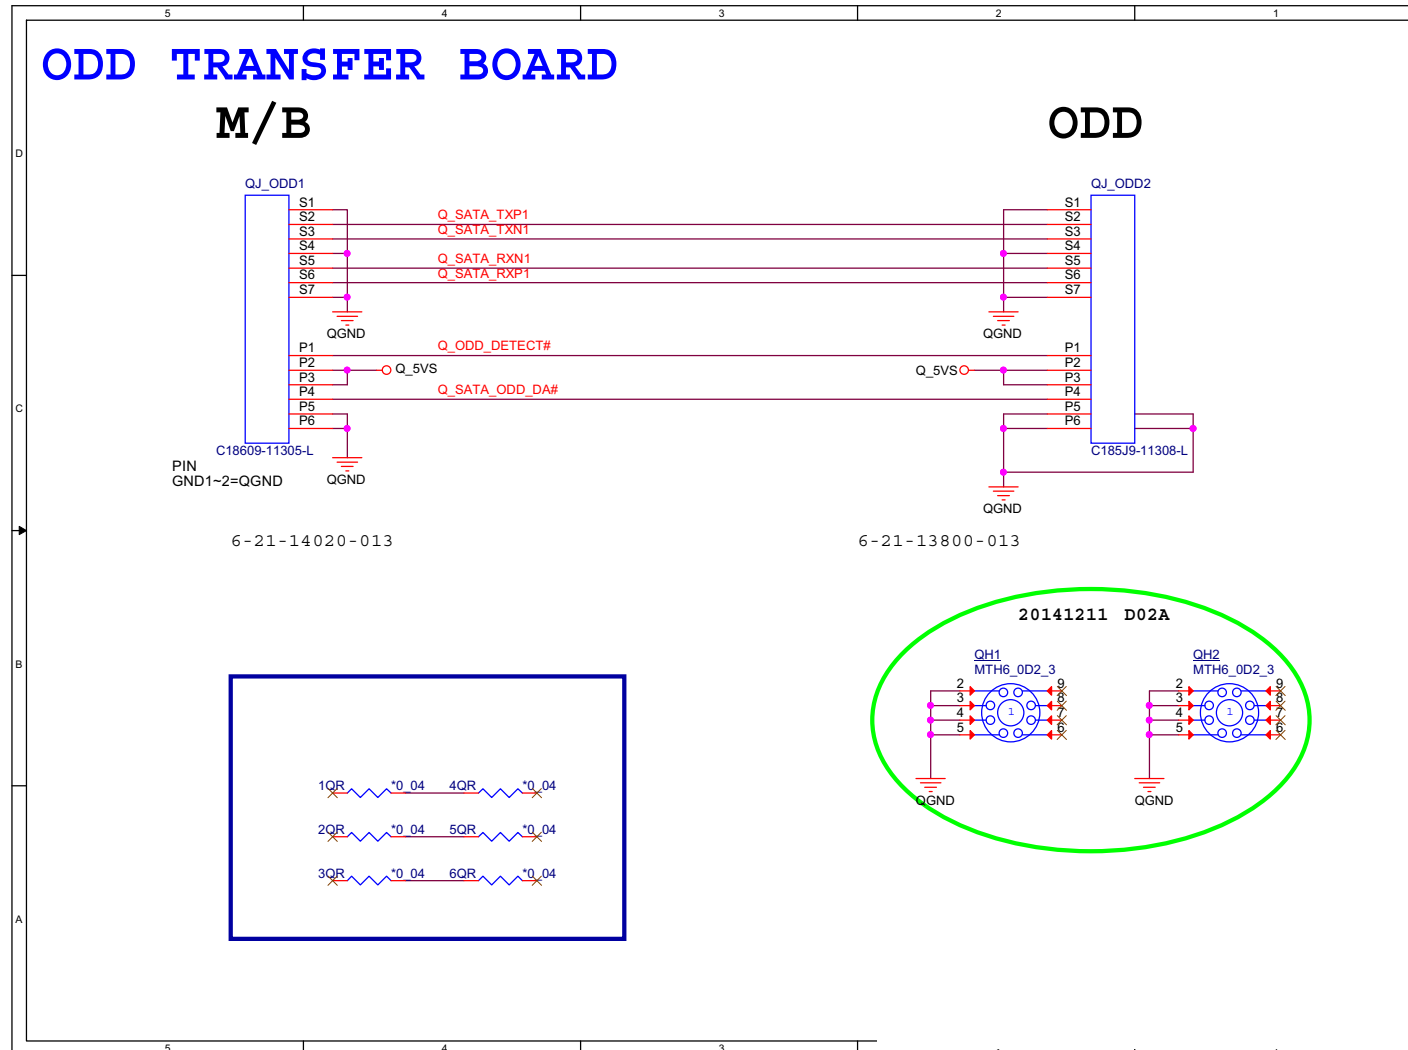 5 4 3 2 1
ODD TRANSFER BOARD
M/B ODD
D
QJ_ODD1 QJ_ODD2
S1 S1
S2 Q_SATA_TXP1 S2
S3 Q_SATA_TXN1 S3
S4 S4
S5 Q_SATA_RXN1 S5
S6 Q_SATA_RXP1 S6
S7 S7
QGND QGND
P1 Q_ODD_DETECT# P1
P2 Q_5VS Q_5VS P2
P3 P3
P4 Q_SATA_ODD_DA# P4
C
P5 P5
P6 P6
C18609-11305-L C185J9-11308-L
PIN
GND1~2=QGND QGND
QGND
6-21-14020-013 6-21-13800-013
20141211 D02A
B
QH1 QH2
MTH6_0D2_3 MTH6_0D2_3
2 9 2 9
3 8 3 8
4 1 7 4 1 7
5 6 5 6
QGND QGND
1QR *0_04 4QR *0_04
2QR *0_04 5QR *0_04
3QR *0_04 6QR *0_04
A
5 4 3